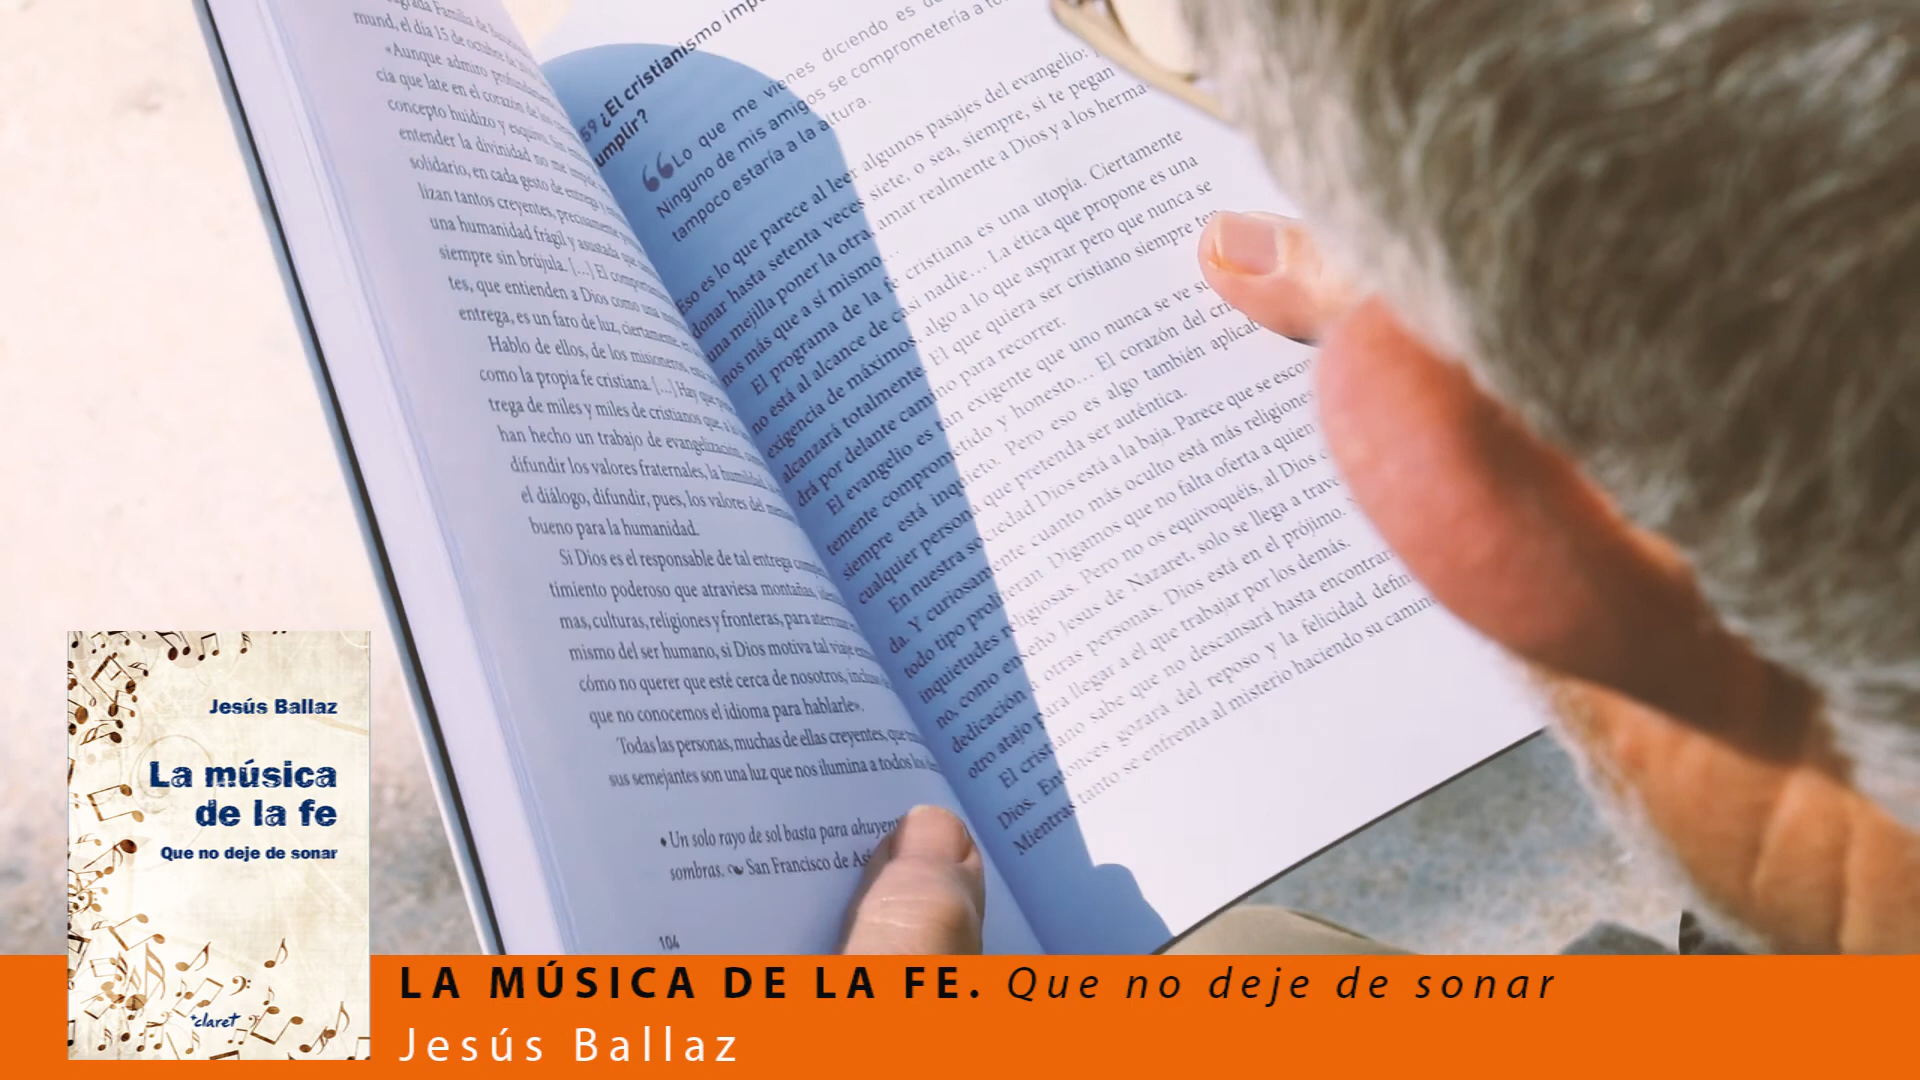 mund, el día 15 de octubre de
«Aunque admiro profundamente
cia que late en el corazón de los
concepto huidizo y esquivo. Sin
entender la divinidad no me
solidario, en cada gesto de entrega y
lizan tantos creyentes, precisamente
una humanidad frágil y asustada que
siempre sin brújula. [...] El
tes, que entienden a Dios como una
entrega, es un faro de luz, ciertamente,
Hablo de ellos, de los misioneros,
como la propia fe cristiana. [...] Hay que
trega de miles y miles de cristianos que, a
han hecho un trabajo de evangelización,
difundir los valores fraternales, la humildad,
el diálogo, difundir, pues, los valores del
bueno para la humanidad.
Si Dios es el responsable de tal entrega
timiento poderoso que atraviesa montañas,
mas, culturas, religiones y fronteras, para
mismo del ser humano, si Dios motiva tal viaje
cómo no querer que esté cerca de nosotros,
que no conocemos el idioma para hablarle».
Todas las personas, muchas de ellas creyentes, que
sus semejantes son una luz que nos ilumina a todos
♦ Un solo rayo de sol basta para
sombras. San Francisco de
104
59 ¿El cristianismo
umplir?
“Lo que me vienes diciendo es
Ninguno de mis amigos se comprometería a
tampoco estaría a la altura.
Eso es lo que parece al leer algunos pasajes del evangelio:
donar hasta setenta veces siete, o sea, siempre, si te pegan
una mejilla poner la otra, amar realmente a Dios y a los herma-
nos más que a sí mismo...
El programa de la fe cristiana es una utopía. Ciertamente
no está al alcance de casi nadie... La ética que propone es una
exigencia de máximos, algo a lo que aspirar pero que nunca se
alcanzará totalmente. El que quiera ser cristiano siempre
drá por delante camino para recorrer.
El evangelio es tan exigente que uno nunca se ve
temente comprometido y honesto... El corazón del
siempre está inquieto. Pero eso es algo también
cualquier persona que pretenda ser auténtica.
En nuestra sociedad Dios está a la baja. Parece que se
da. Y curiosamente cuanto más oculto está más religiones
todo tipo proliferan. Digamos que no falta oferta a quien
inquietudes religiosas. Pero no os equivoquéis, al Dios
no, como enseñó Jesús de Nazaret, solo se llega a
dedicación a otras personas. Dios está en el prójimo.
otro atajo para llegar a él que trabajar por los demás.
El cristiano sabe que no descansará hasta
Dios. Entonces gozará del reposo y la felicidad
Mientras tanto se enfrenta al misterio haciendo su
Jesús Ballaz
La música
de la fe
Que no deje de sonar
claret
LA MÚSICA DE LA FE. Que no deje de sonar
Jesús Ballaz